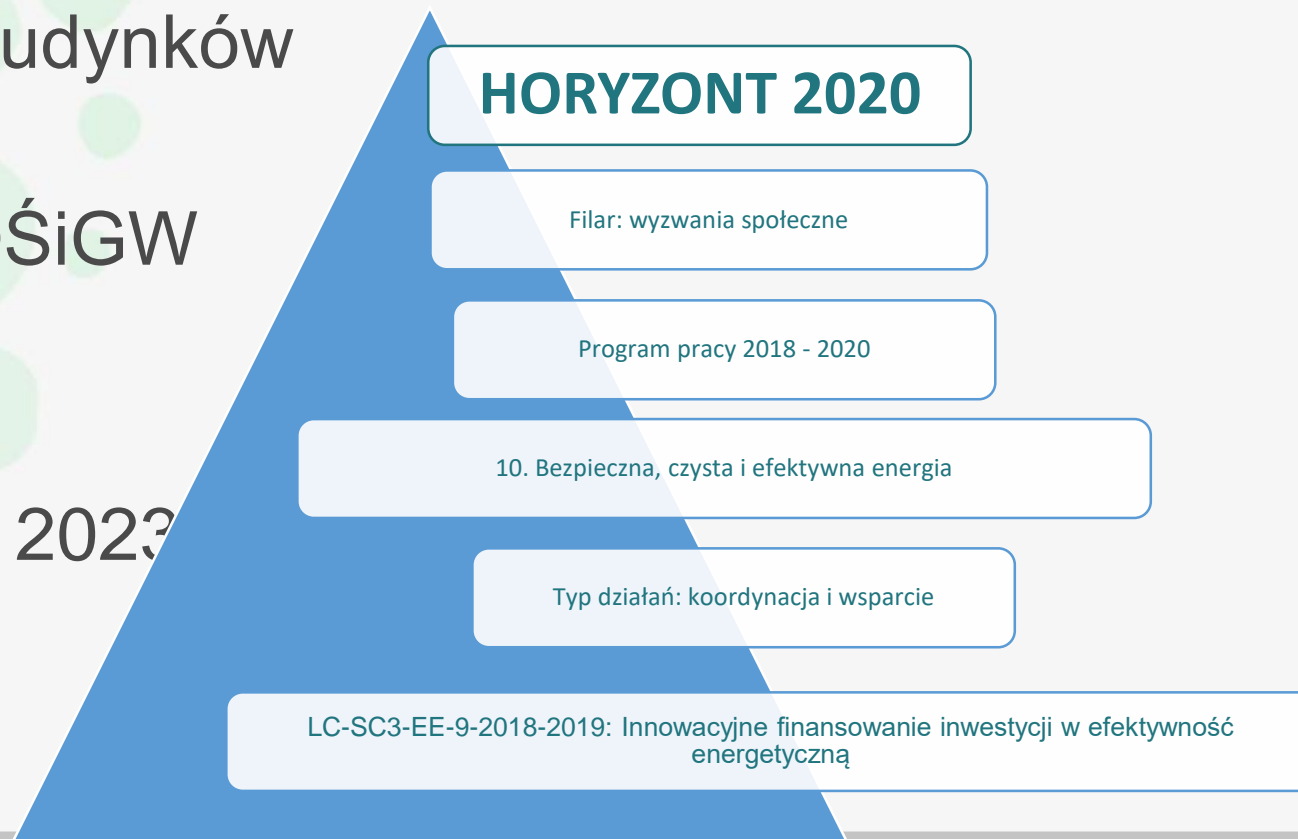 udynków
HORYZONT 2020
Filar: wyzwania społeczne
ŚiGW
Program pracy 2018 - 2020
10. Bezpieczna, czysta i efektywna energia
2023
Typ działań: koordynacja i wsparcie
LC-SC3-EE-9-2018-2019: Innowacyjne finansowanie inwestycji w efektywność
energetyczną